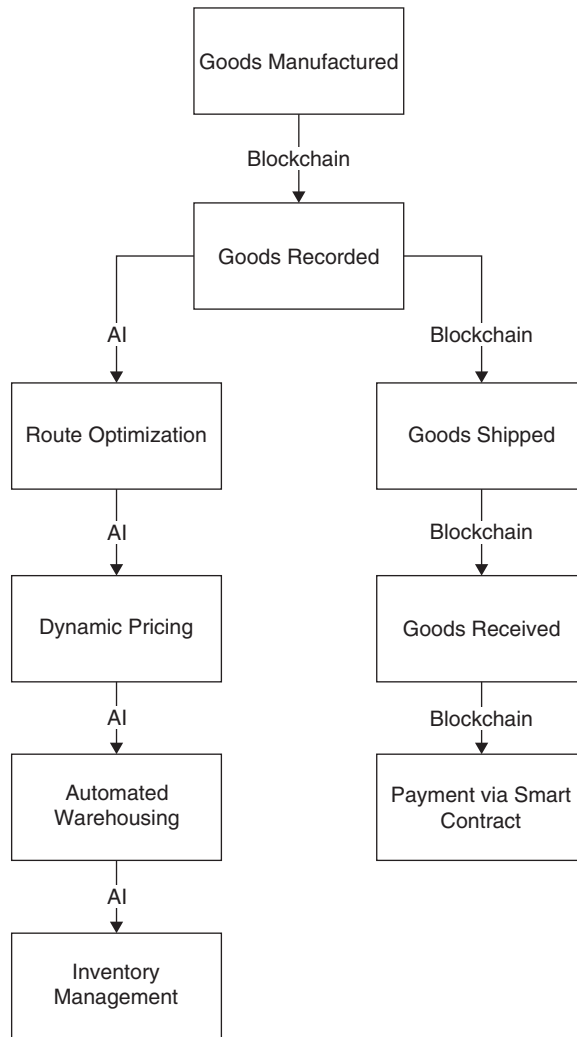 Goods Manufactured
Blockchain
Goods Recorded
AI
Blockchain
Route Optimization
Goods Shipped
AI
Blockchain
Dynamic Pricing
Goods Received
AI
Blockchain
Automated
Warehousing
Payment via Smart
Contract
AI
Inventory
Management